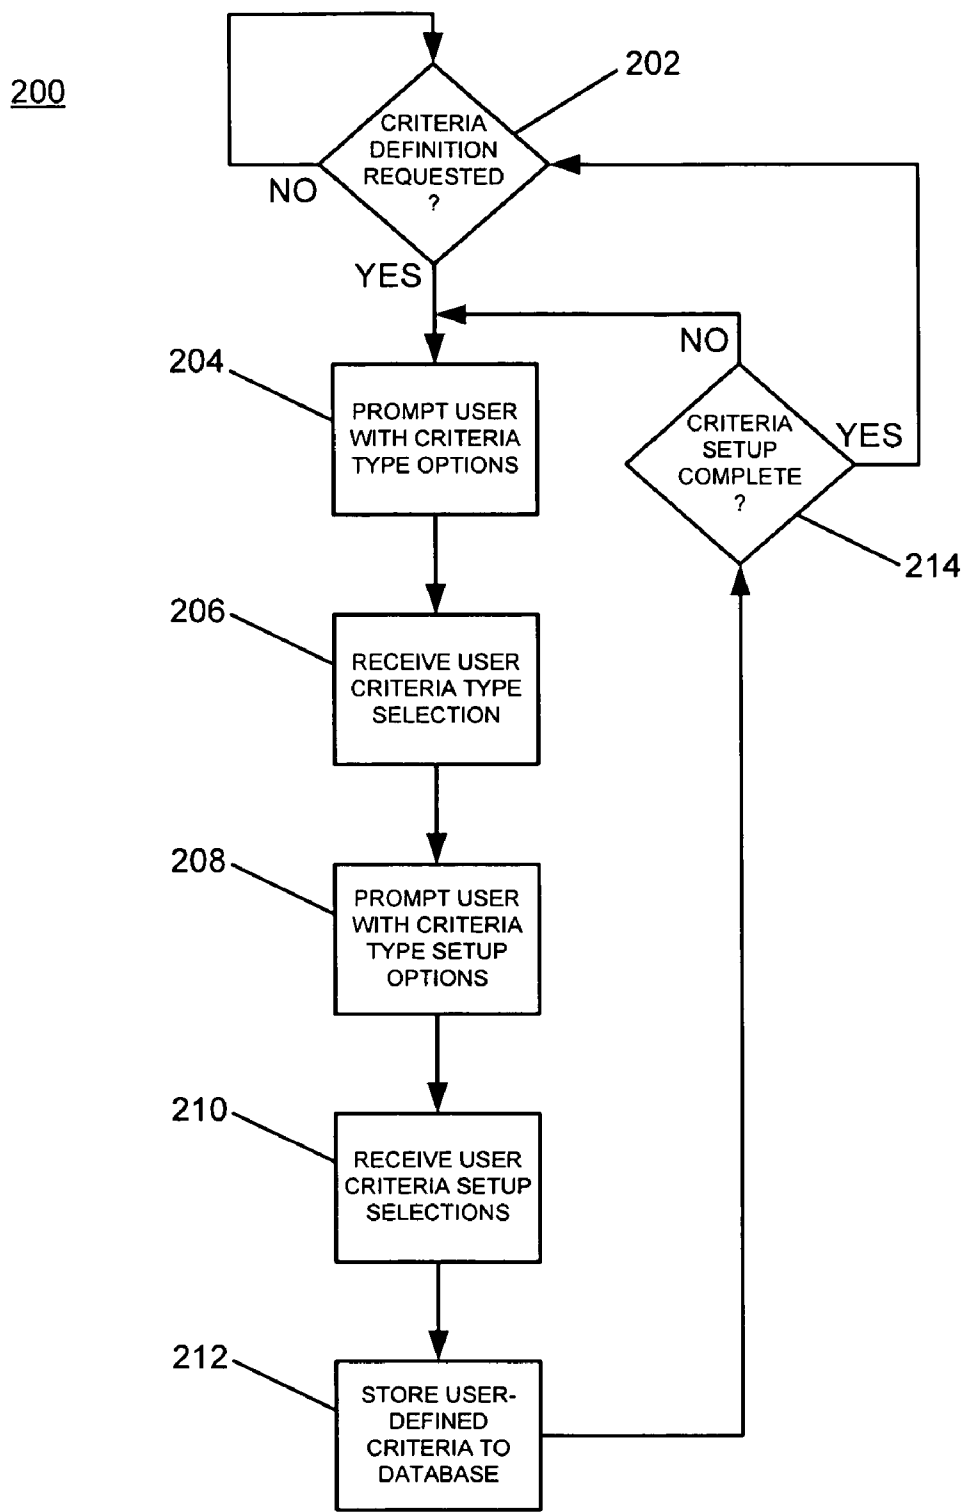 200
202
CRITERIA
DEFINITION
REQUESTED
?
NO
YES
NO
204
PROMPT USER
WITH CRITERIA
TYPE OPTIONS
CRITERIA
SETUP
COMPLETE
?
YES
214
206
RECEIVE USER
CRITERIA TYPE
SELECTION
208
PROMPT USER
WITH CRITERIA
TYPE SETUP
OPTIONS
210
RECEIVE USER
CRITERIA SETUP
SELECTIONS
212
STORE USER-
DEFINED
CRITERIA TO
DATABASE